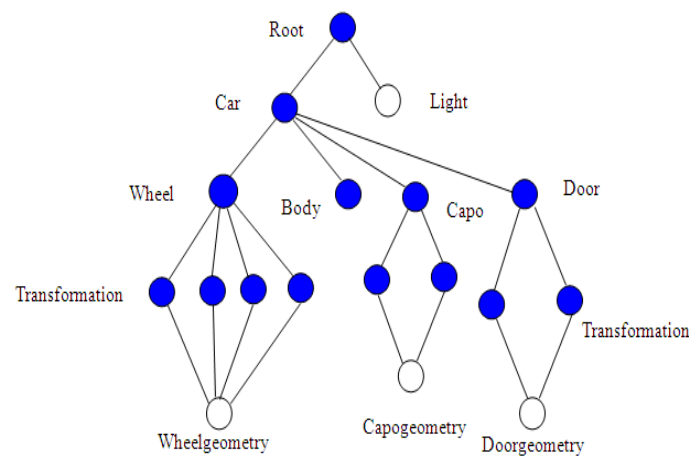 Root
Car
Light
Wheel
Body
Capo
Door
Transformation
Transformation
Wheelgeometry
Capogeometry
Doorgeometry